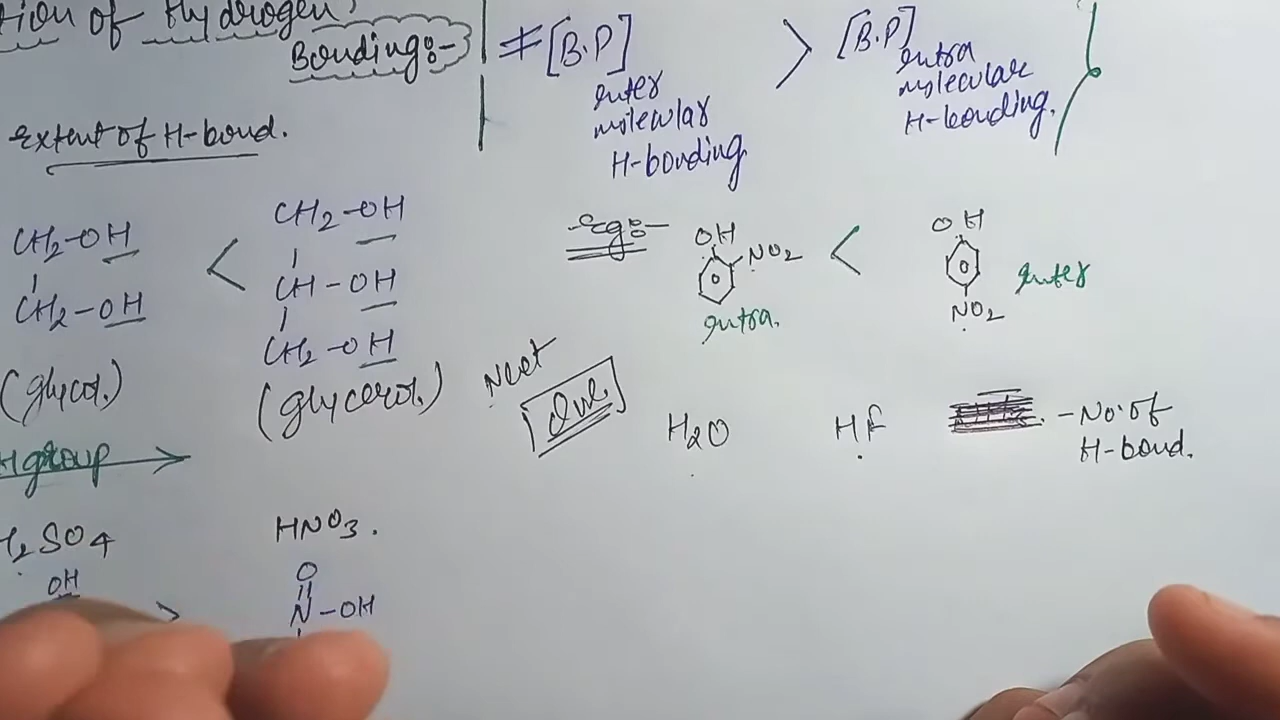 tion of Hydrogen
Bonding:-
extent of H-bond.
CH2-OH
CH2-OH
(glycol.)
<
CH2-OH
CH-OH
CH2-OH
(glycerol.)
H group
H2SO4
OH
>
HNO3.
O
N-OH
≠ [B.P]
inter
molecular
H-bonding
>
[B.P]
intra
molecular
H-bonding.
eg:-
OH
NO2
intra.
<
OH
NO2
inter
Neet
H2O
HF
-No. of
H-bond.